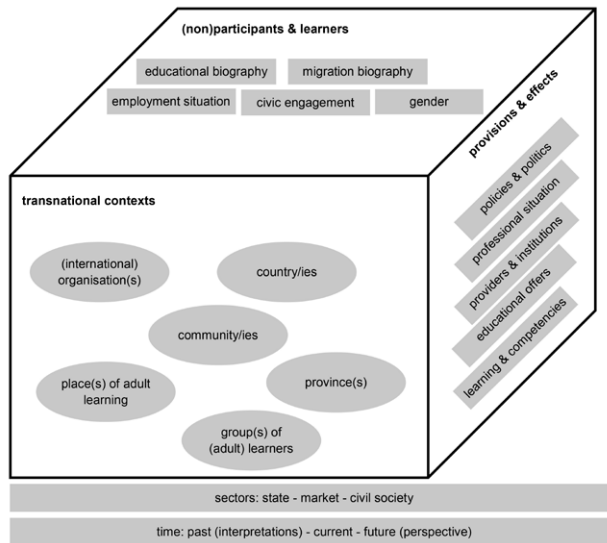 (non)participants & learners
educational biography
migration biography
employment situation
civic engagement
gender
provisions & effects
policies & politics
professional situation
providers & institutions
educational offers
learning & competencies
transnational contexts
(international)
organisation(s)
country/ies
community/ies
place(s) of adult
learning
province(s)
group(s) of
(adult) learners
sectors: state - market - civil society
time: past (interpretations) - current - future (perspective)